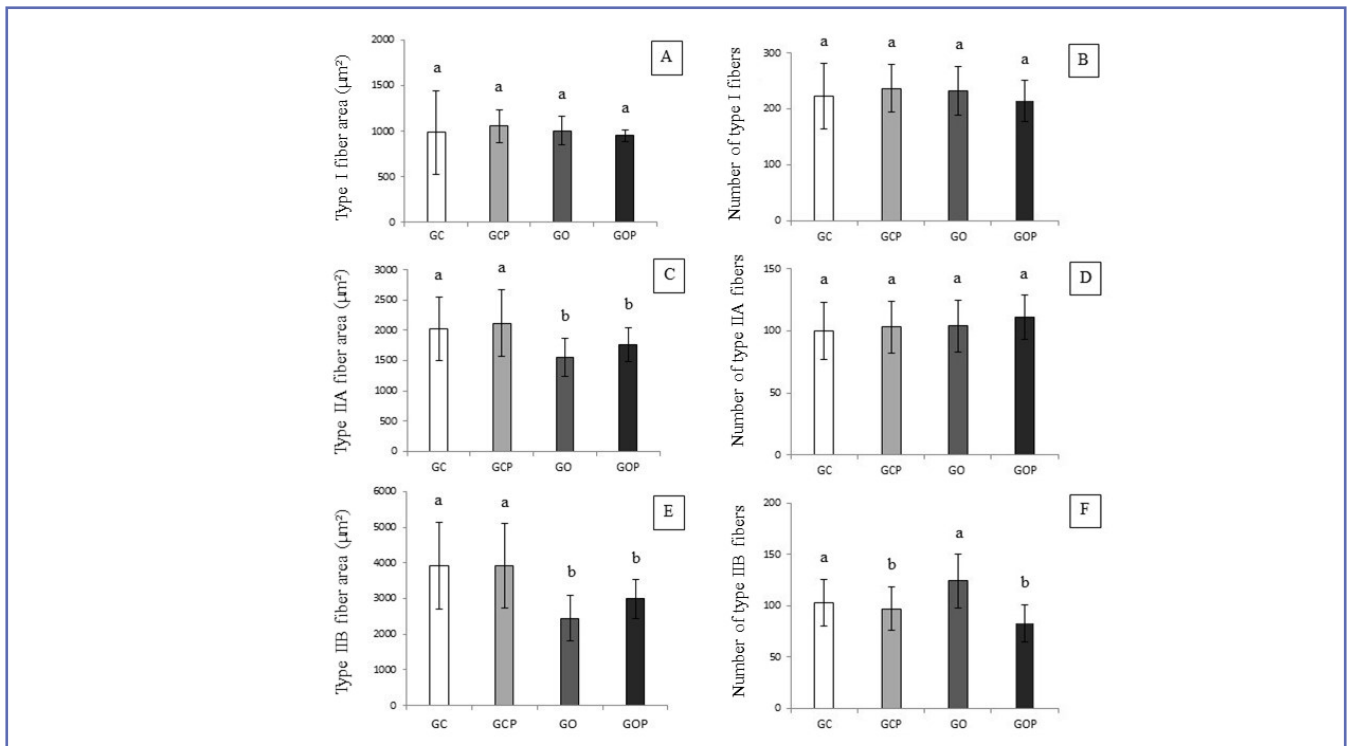 A
Type I fiber area (μm²)
2000
1500
1000
500
0
a a a a
GC GCP GO GOP
B
Number of type I fibers
300
200
100
0
a a a a
GC GCP GO GOP
C
Type IIA fiber area (μm²)
3000
2500
2000
1500
1000
500
0
a a b b
GC GCP GO GOP
D
Number of type IIA fibers
150
100
50
0
a a a a
GC GCP GO GOP
E
Type IIB fiber area (μm²)
6000
5000
4000
3000
2000
1000
0
a a b b
GC GCP GO GOP
F
Number of type IIB fibers
200
150
100
50
0
a b a b
GC GCP GO GOP